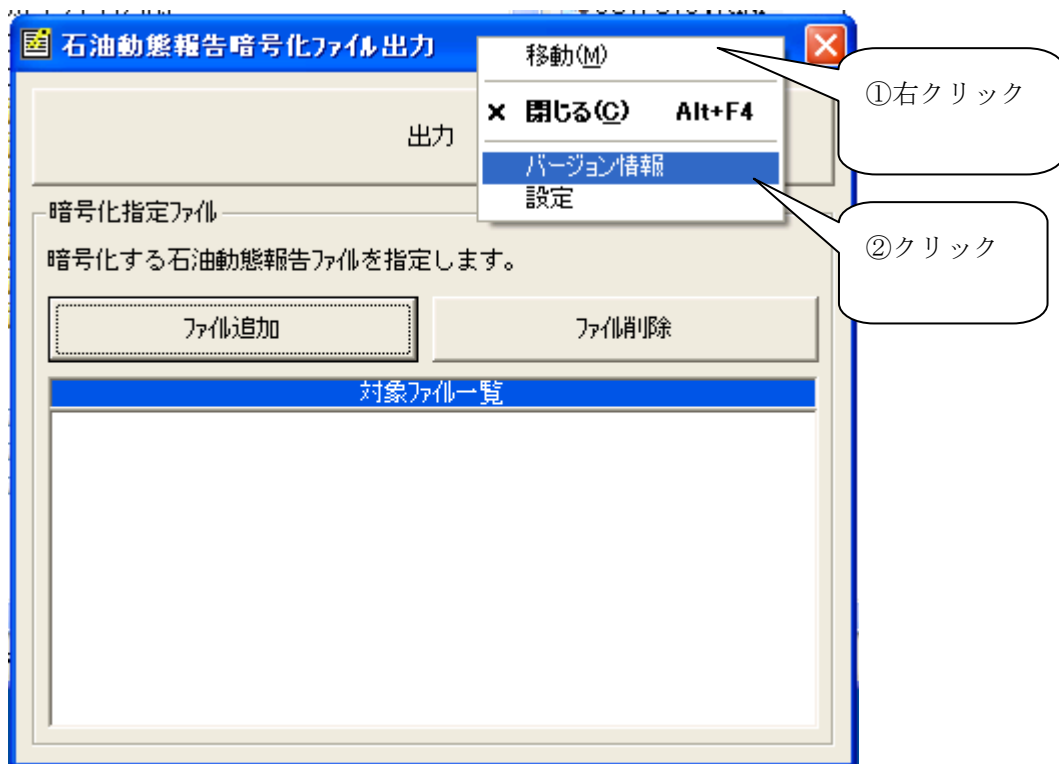 石油動態報告暗号化ファイル出力
移動(M)
①右クリック
× 閉じる(C) Alt+F4
出力
バージョン情報
設定
暗号化指定ファイル
②クリック
暗号化する石油動態報告ファイルを指定します。
ファイル追加 ファイル削除
対象ファイル一覧